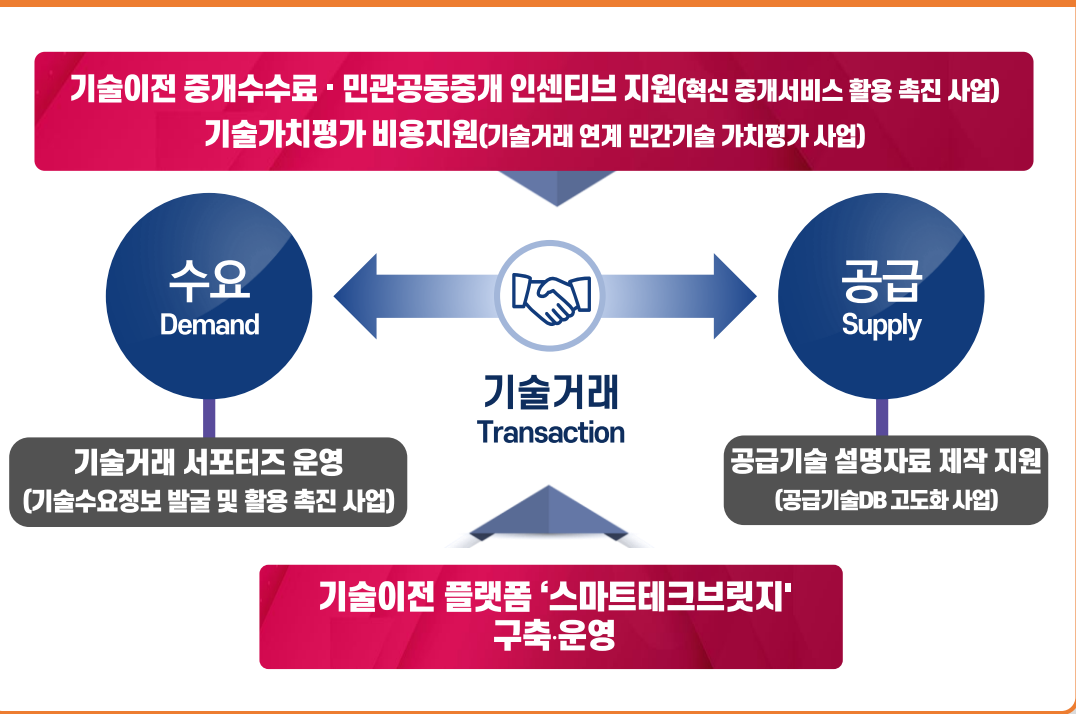 기술이전 중개수수료 · 민관공동중개 인센티브 지원(혁신 중개서비스 활용 촉진 사업)
기술가치평가 비용지원(기술거래 연계 민간기술 가치평가 사업)
수요
Demand
공급
Supply
기술거래
Transaction
기술거래 서포터즈 운영
(기술수요정보 발굴 및 활용 촉진 사업)
공급기술 설명자료 제작 지원
(공급기술DB 고도화 사업)
기술이전 플랫폼 ‘스마트테크브릿지'
구축·운영